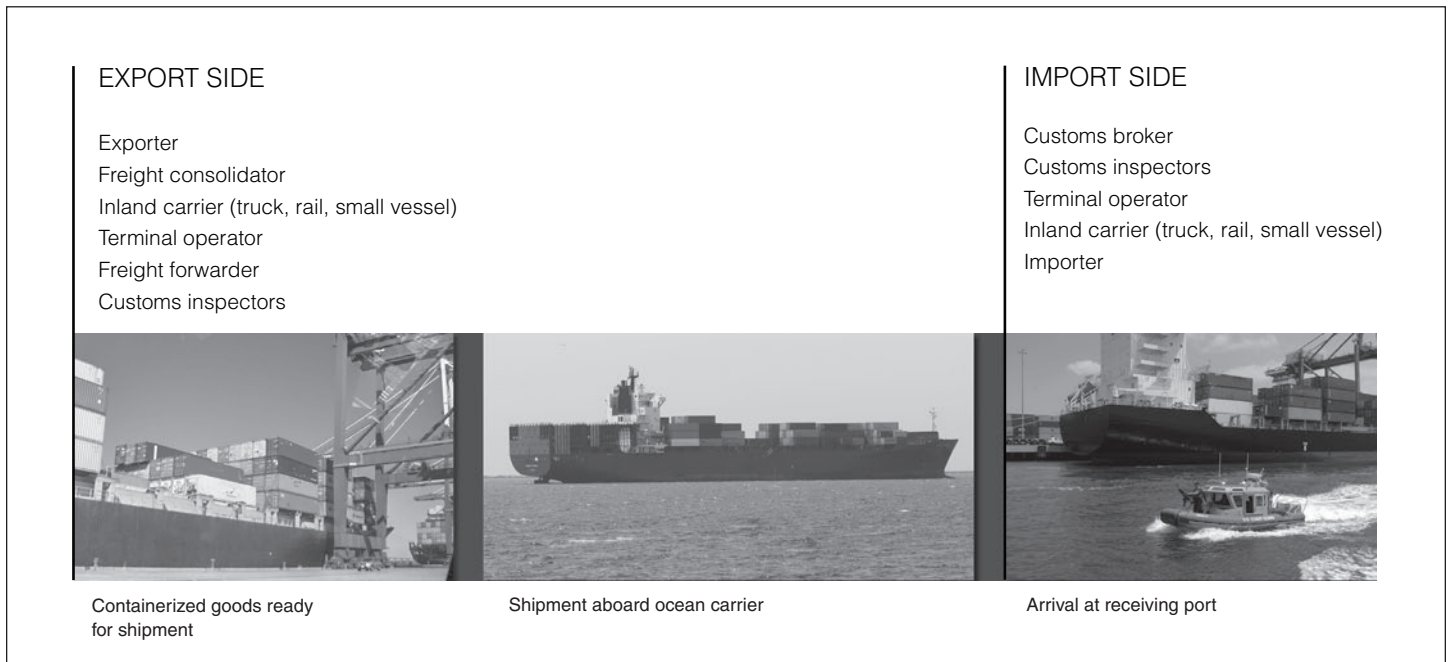 EXPORT SIDE
Exporter
Freight consolidator
Inland carrier (truck, rail, small vessel)
Terminal operator
Freight forwarder
Customs inspectors
IMPORT SIDE
Customs broker
Customs inspectors
Terminal operator
Inland carrier (truck, rail, small vessel)
Importer
Containerized goods ready
for shipment
Shipment aboard ocean carrier
Arrival at receiving port